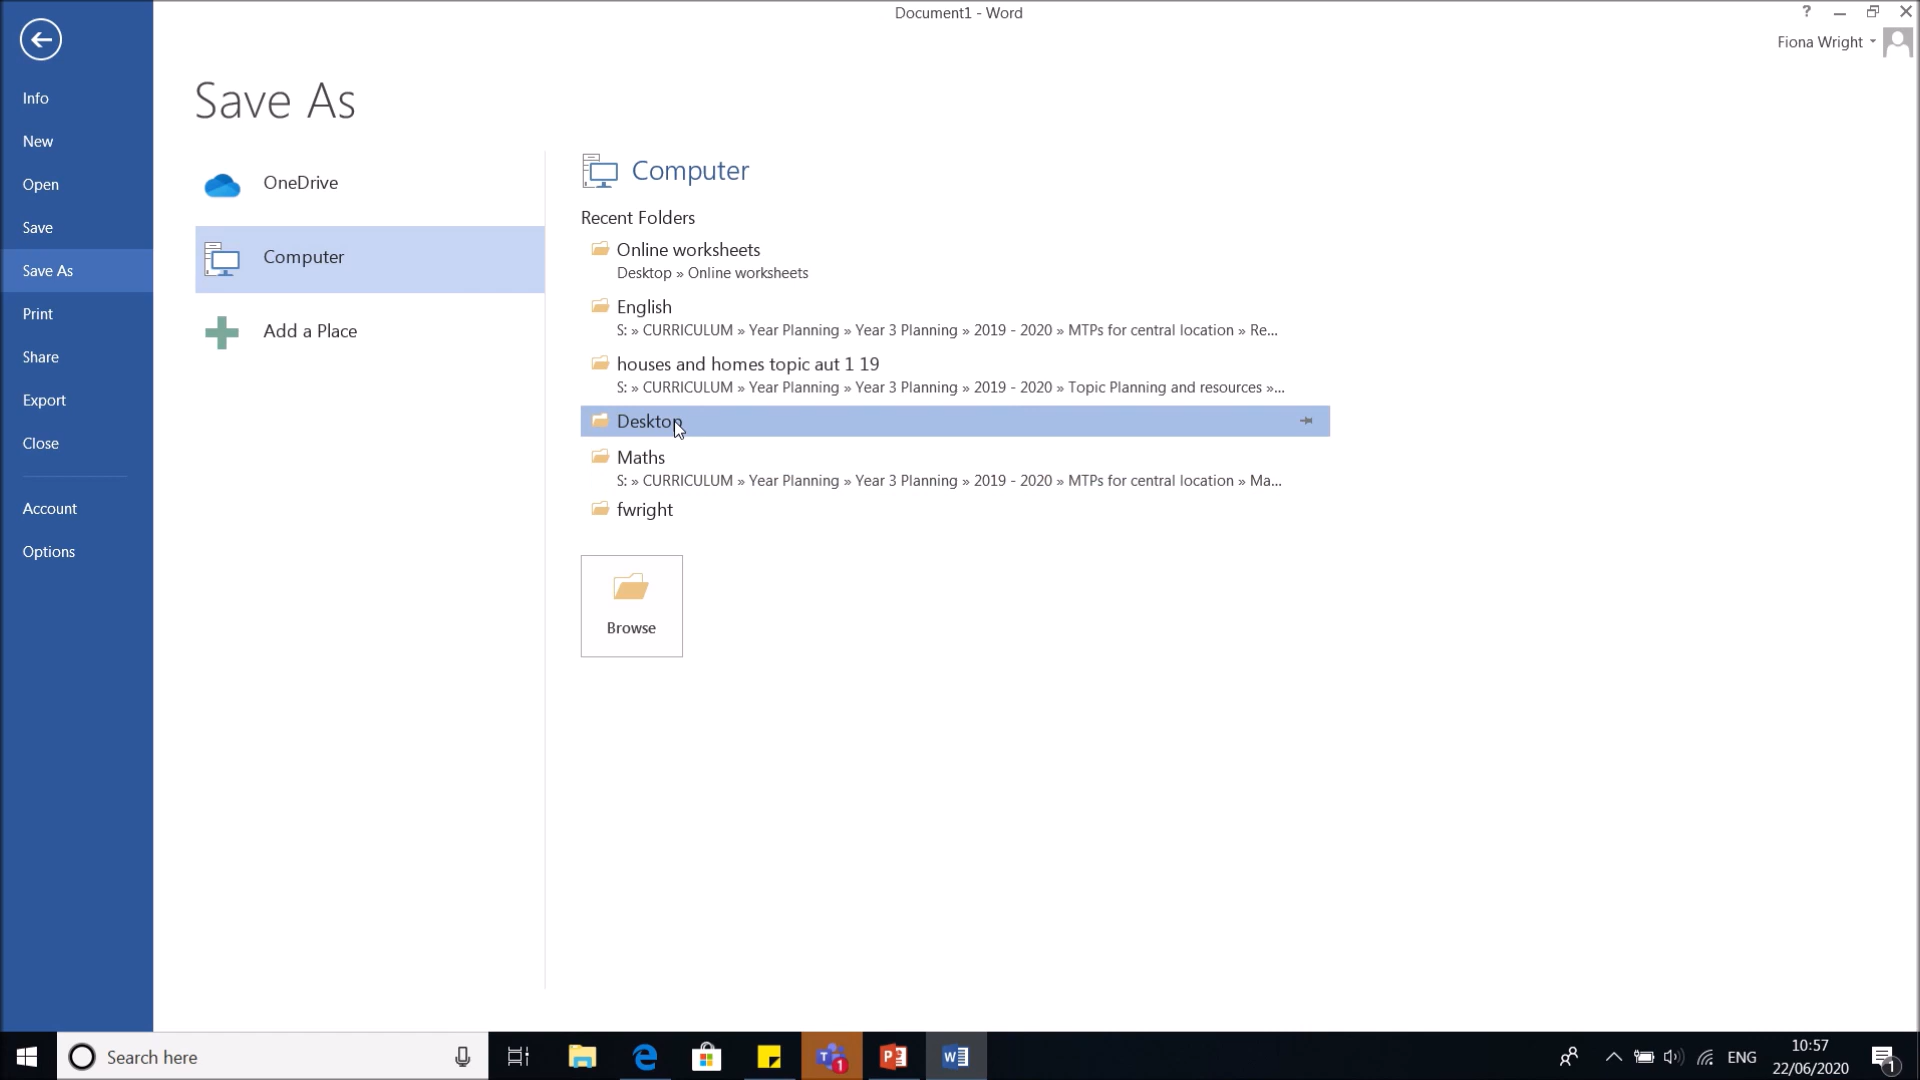 Document1 - Word
?
Fiona Wright
Info
New
Open
Save
Save As
Print
Share
Export
Close
Account
Options
Save As
OneDrive
Computer
Add a Place
Computer
Recent Folders
Online worksheets
Desktop » Online worksheets
English
S: » CURRICULUM » Year Planning » Year 3 Planning » 2019 - 2020 » MTPs for central location » Re...
houses and homes topic aut 1 19
S: » CURRICULUM » Year Planning » Year 3 Planning » 2019 - 2020 » Topic Planning and resources »...
Desktop
Maths
S: » CURRICULUM » Year Planning » Year 3 Planning » 2019 - 2020 » MTPs for central location » Ma...
fwright
Browse
Search here
ENG
10:57
22/06/2020
1
1